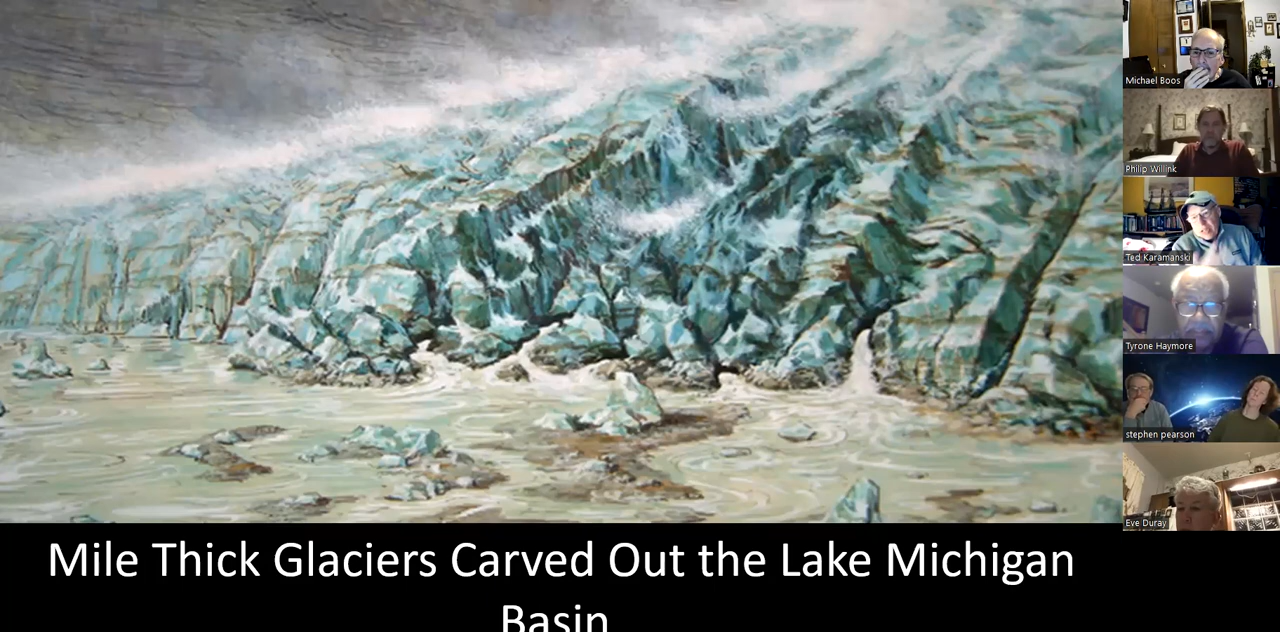 Mile Thick Glaciers Carved Out the Lake Michigan
Basin
Michael Boos
Philip Willink
Ted Karamanski
Tyrone Haymore
stephen pearson
Eve Duray